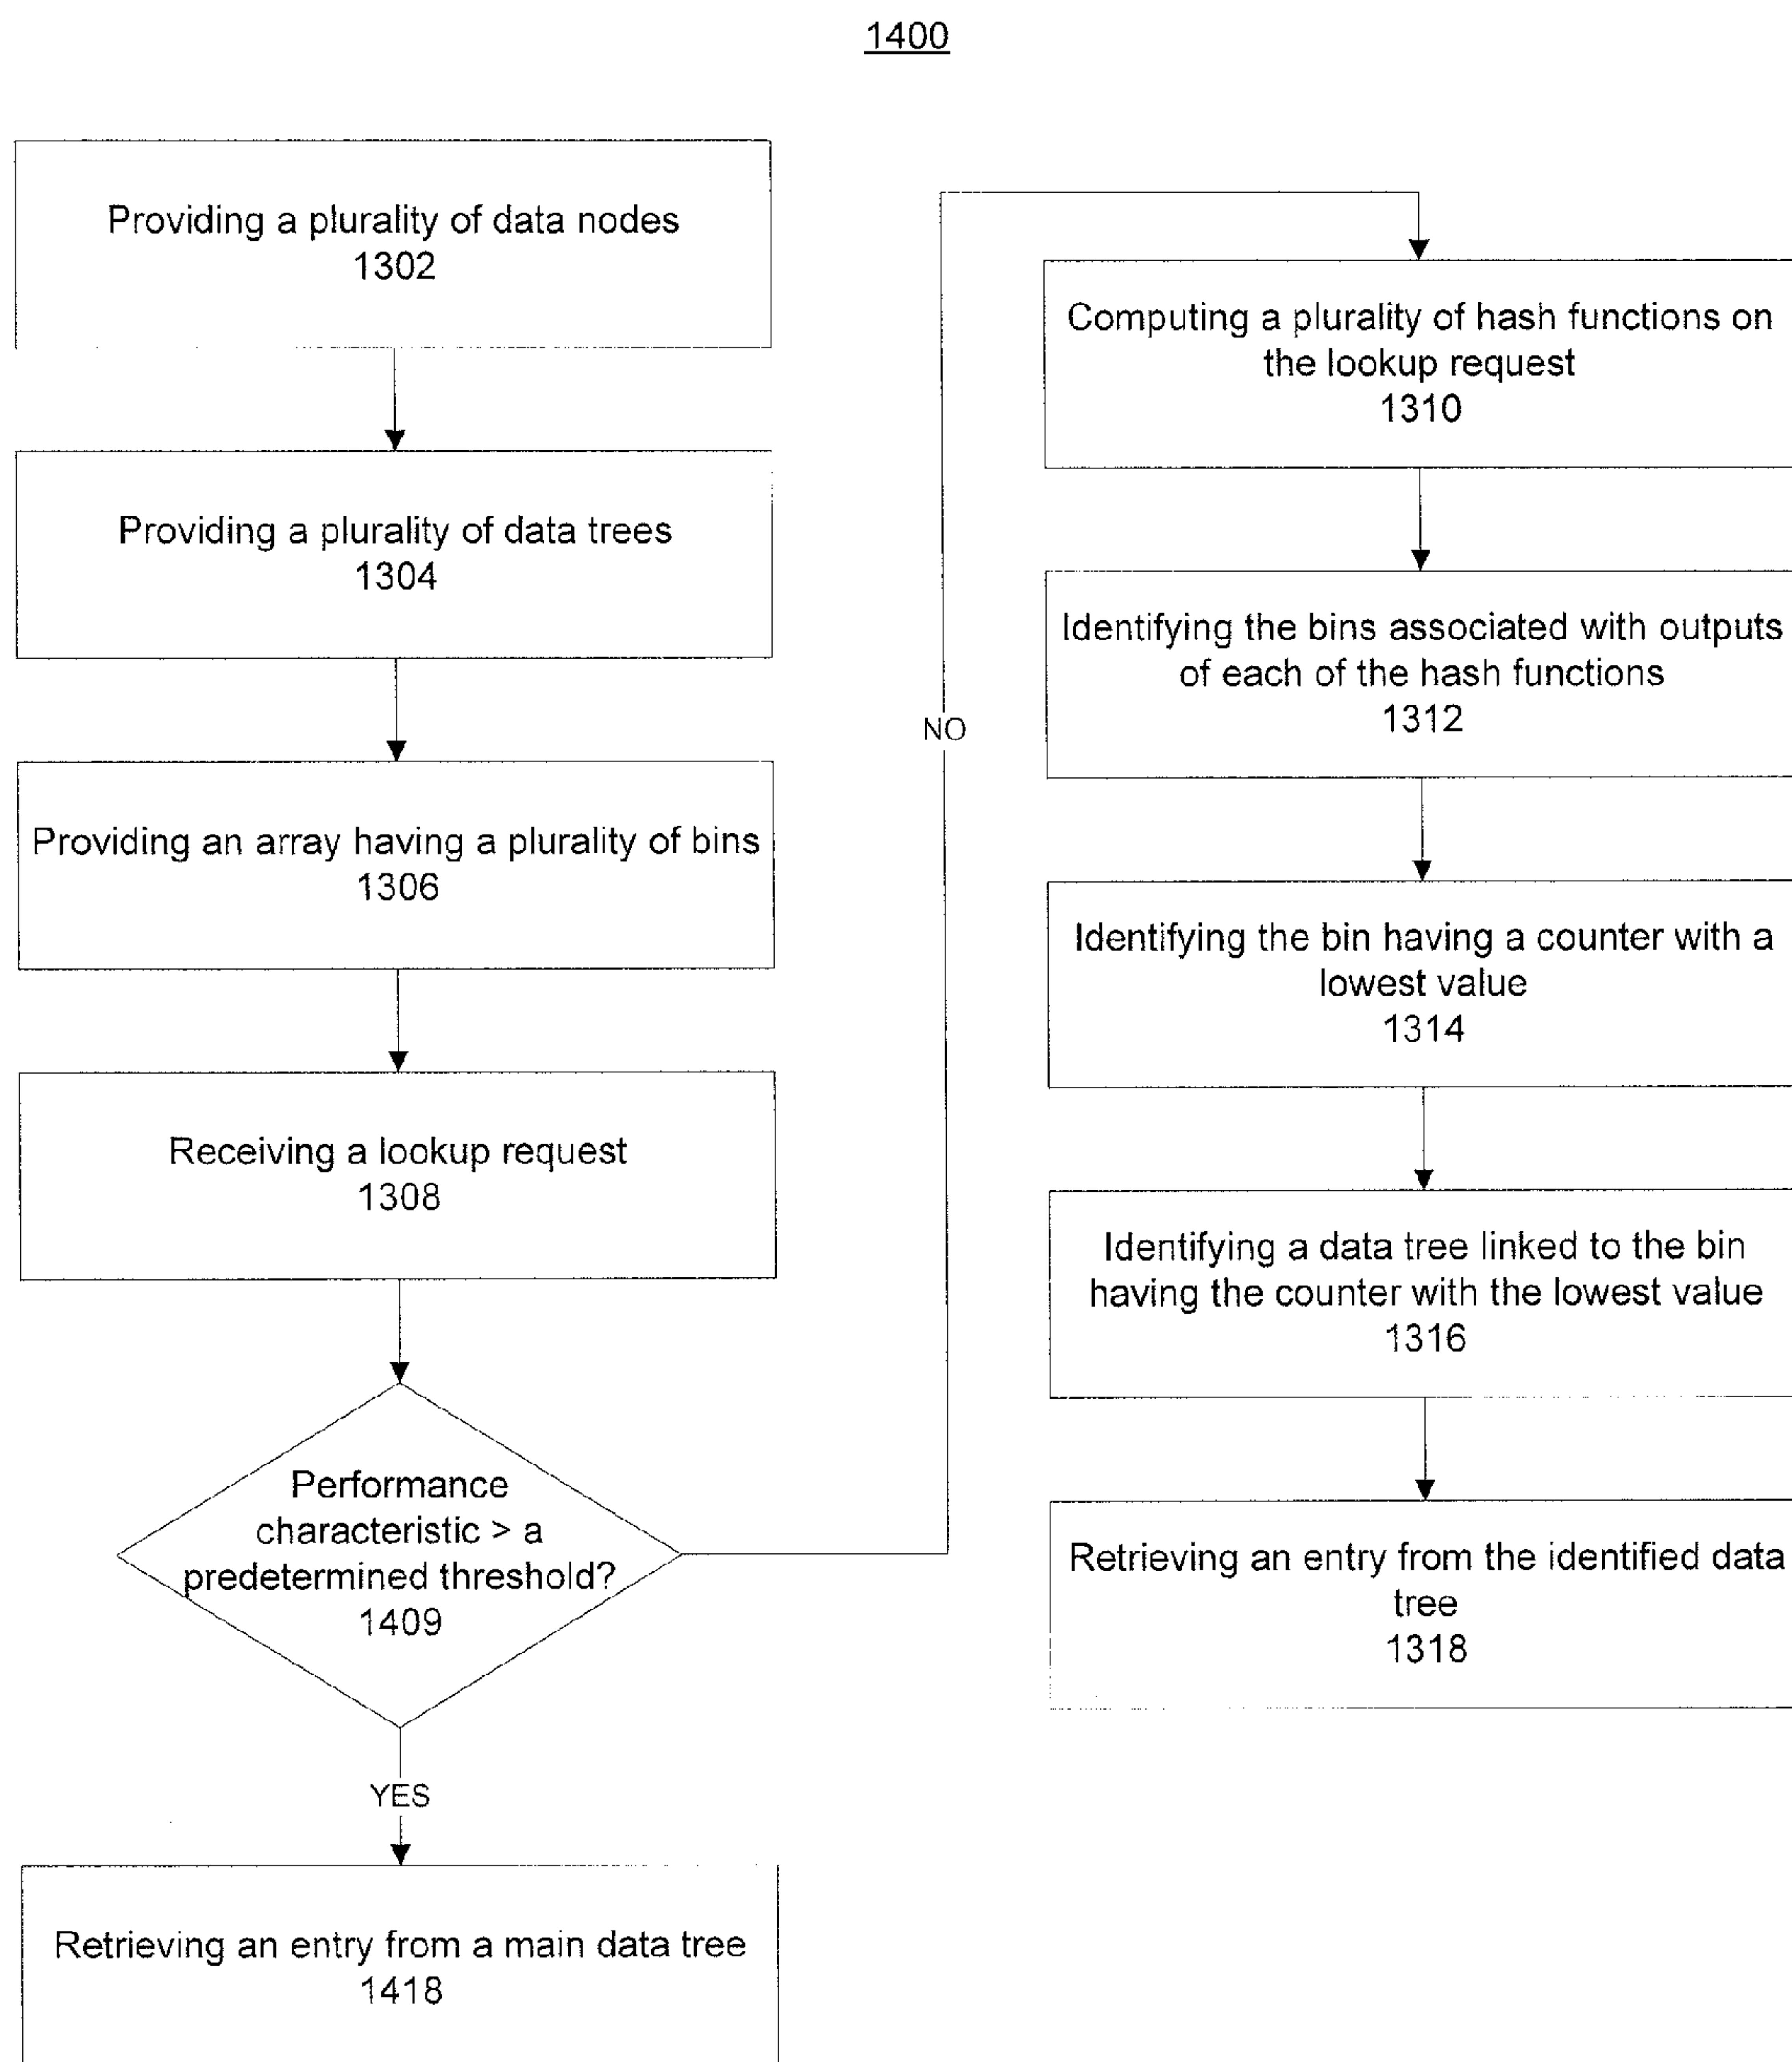 1400
Providing a plurality of data nodes
1302
Providing a plurality of data trees
1304
Providing an array having a plurality of bins
1306
Receiving a lookup request
1308
Performance
characteristic > a
predetermined threshold?
1409
YES
Retrieving an entry from a main data tree
1418
NO
Computing a plurality of hash functions on
the lookup request
1310
Identifying the bins associated with outputs
of each of the hash functions
1312
Identifying the bin having a counter with a
lowest value
1314
Identifying a data tree linked to the bin
having the counter with the lowest value
1316
Retrieving an entry from the identified data
tree
1318